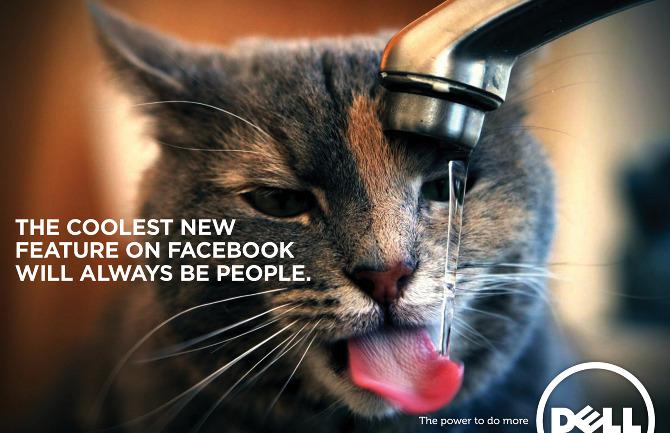 THE COOLEST NEW
FEATURE ON FACEBOOK
WILL ALWAYS BE PEOPLE.
The power to do more
DELL